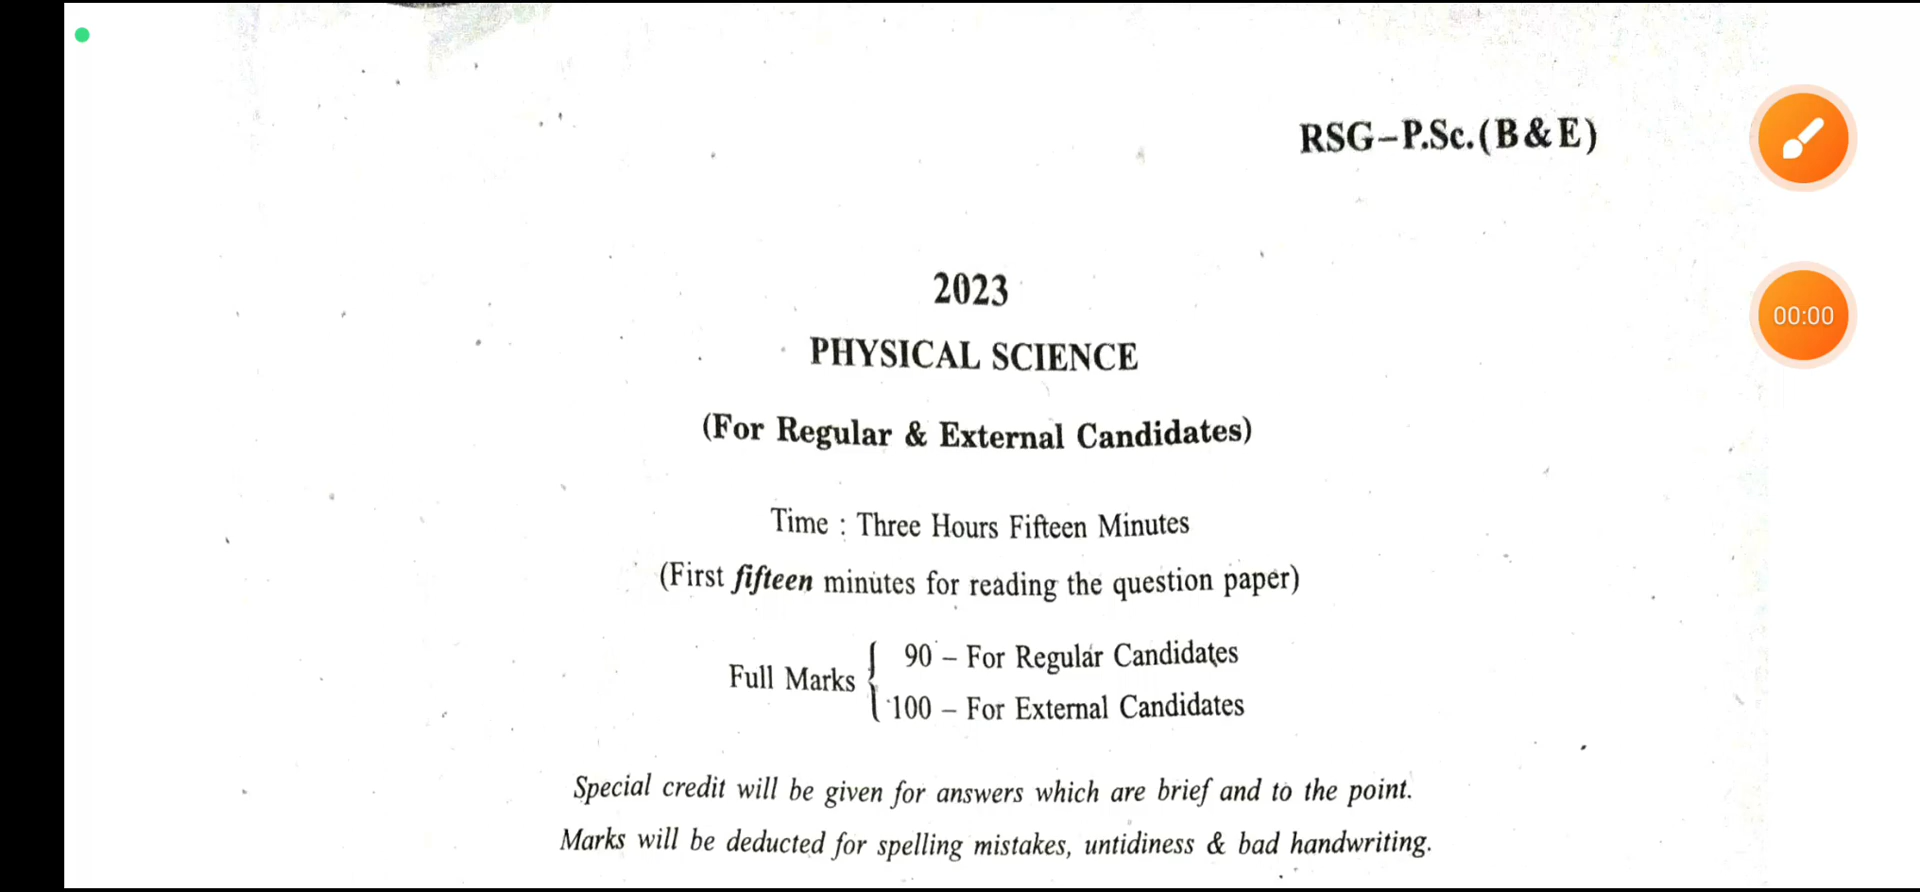 RSG–P.Sc.(B & E)
00:00
2023
PHYSICAL SCIENCE
(For Regular & External Candidates)
Time : Three Hours Fifteen Minutes
(First fifteen minutes for reading the question paper)
Full Marks { 90 – For Regular Candidates
100 – For External Candidates
Special credit will be given for answers which are brief and to the point.
Marks will be deducted for spelling mistakes, untidiness & bad handwriting.